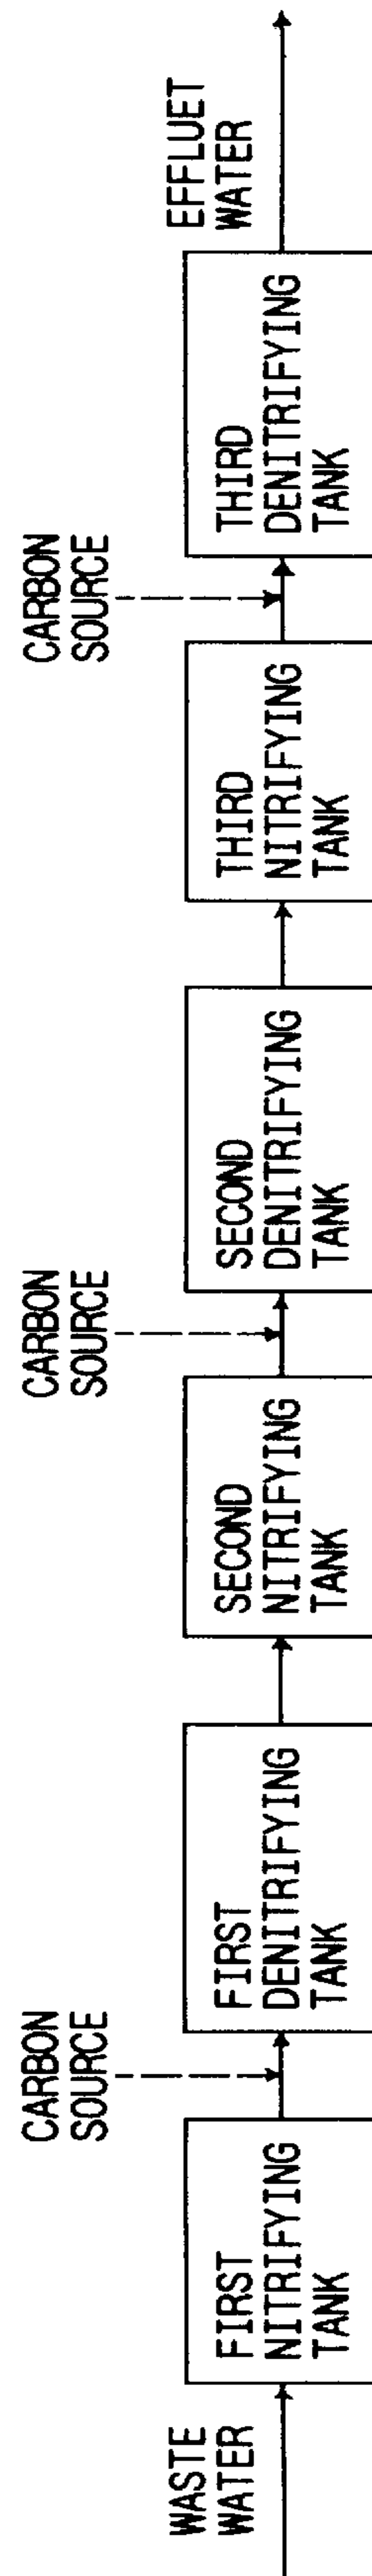 WASTE
WATER
FIRST
NITRIFYING
TANK
CARBON
SOURCE
FIRST
DENITRIFYING
TANK
SECOND
NITRIFYING
TANK
CARBON
SOURCE
SECOND
DENITRIFYING
TANK
THIRD
NITRIFYING
TANK
CARBON
SOURCE
THIRD
DENITRIFYING
TANK
EFFLUET
WATER